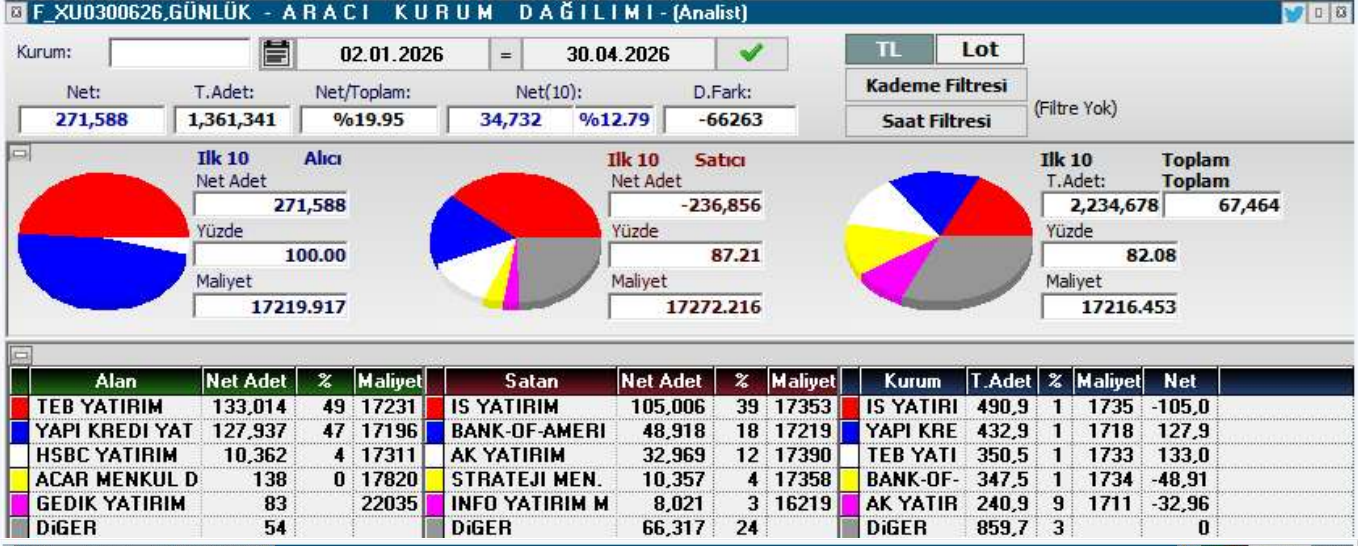 F_XU0300626,GÜNLÜK - A R A C I  K U R U M  D A Ğ I L I M I - (Analist)
Kurum: 02.01.2026 = 30.04.2026 TL Lot
Kademe Filtresi
Net: T.Adet: Net/Toplam: Net(10): D.Fark:
271,588 1,361,341 %19.95 34,732 %12.79 -66263 Saat Filtresi (Filtre Yok)
Ilk 10 Alıcı Ilk 10 Satıcı Ilk 10 Toplam
Net Adet Net Adet T.Adet: Toplam
271,588 -236,856 2,234,678 67,464
Yüzde Yüzde Yüzde
100.00 87.21 82.08
Maliyet Maliyet Maliyet
17219.917 17272.216 17216.453
Alan Net Adet % Maliyet Satan Net Adet % Maliyet Kurum T.Adet % Maliyet Net
TEB YATIRIM 133,014 49 17231 IS YATIRIM 105,006 39 17353 IS YATIRI 490,9 1 1735 -105,0
YAPI KREDI YAT 127,937 47 17196 BANK-OF-AMERI 48,918 18 17219 YAPI KRE 432,9 1 1718 127,9
HSBC YATIRIM 10,362 4 17311 AK YATIRIM 32,969 12 17390 TEB YATI 350,5 1 1733 133,0
ACAR MENKUL D 138 0 17820 STRATEJI MEN. 10,357 4 17358 BANK-OF- 347,5 1 1734 -48,91
GEDIK YATIRIM 83 22035 INFO YATIRIM M 8,021 3 16219 AK YATIR 240,9 9 1711 -32,96
DiGER 54 DiGER 66,317 24 DiGER 859,7 3 0